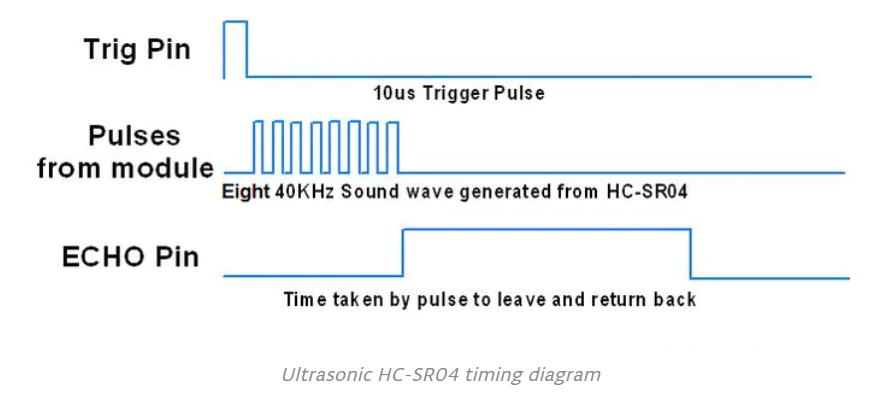 Trig Pin
10us Trigger Pulse
Pulses
from module
Eight 40KHz Sound wave generated from HC-SR04
ECHO Pin
Time taken by pulse to leave and return back
Ultrasonic HC-SR04 timing diagram